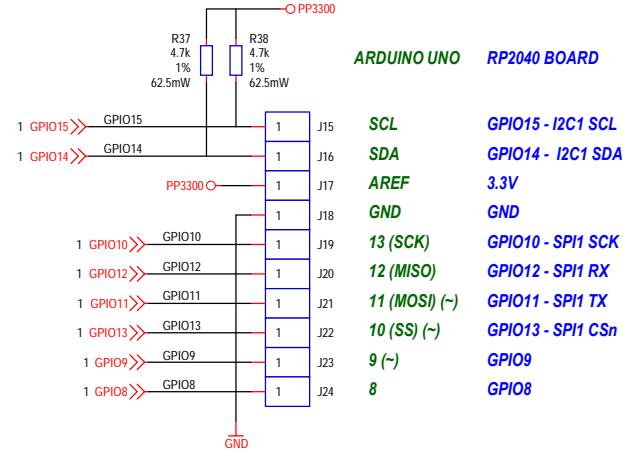 PP3300
R37 R38
4.7k 4.7k
1% 1%
62.5mW 62.5mW
ARDUINO UNO RP2040 BOARD
1 GPIO15 GPIO15 1 J15 SCL GPIO15 - I2C1 SCL
1 GPIO14 GPIO14 1 J16 SDA GPIO14 - I2C1 SDA
PP3300 1 J17 AREF 3.3V
1 J18 GND GND
1 GPIO10 GPIO10 1 J19 13 (SCK) GPIO10 - SPI1 SCK
1 GPIO12 GPIO12 1 J20 12 (MISO) GPIO12 - SPI1 RX
1 GPIO11 GPIO11 1 J21 11 (MOSI) (~) GPIO11 - SPI1 TX
1 GPIO13 GPIO13 1 J22 10 (SS) (~) GPIO13 - SPI1 CSn
1 GPIO9 GPIO9 1 J23 9 (~) GPIO9
1 GPIO8 GPIO8 1 J24 8 GPIO8
GND